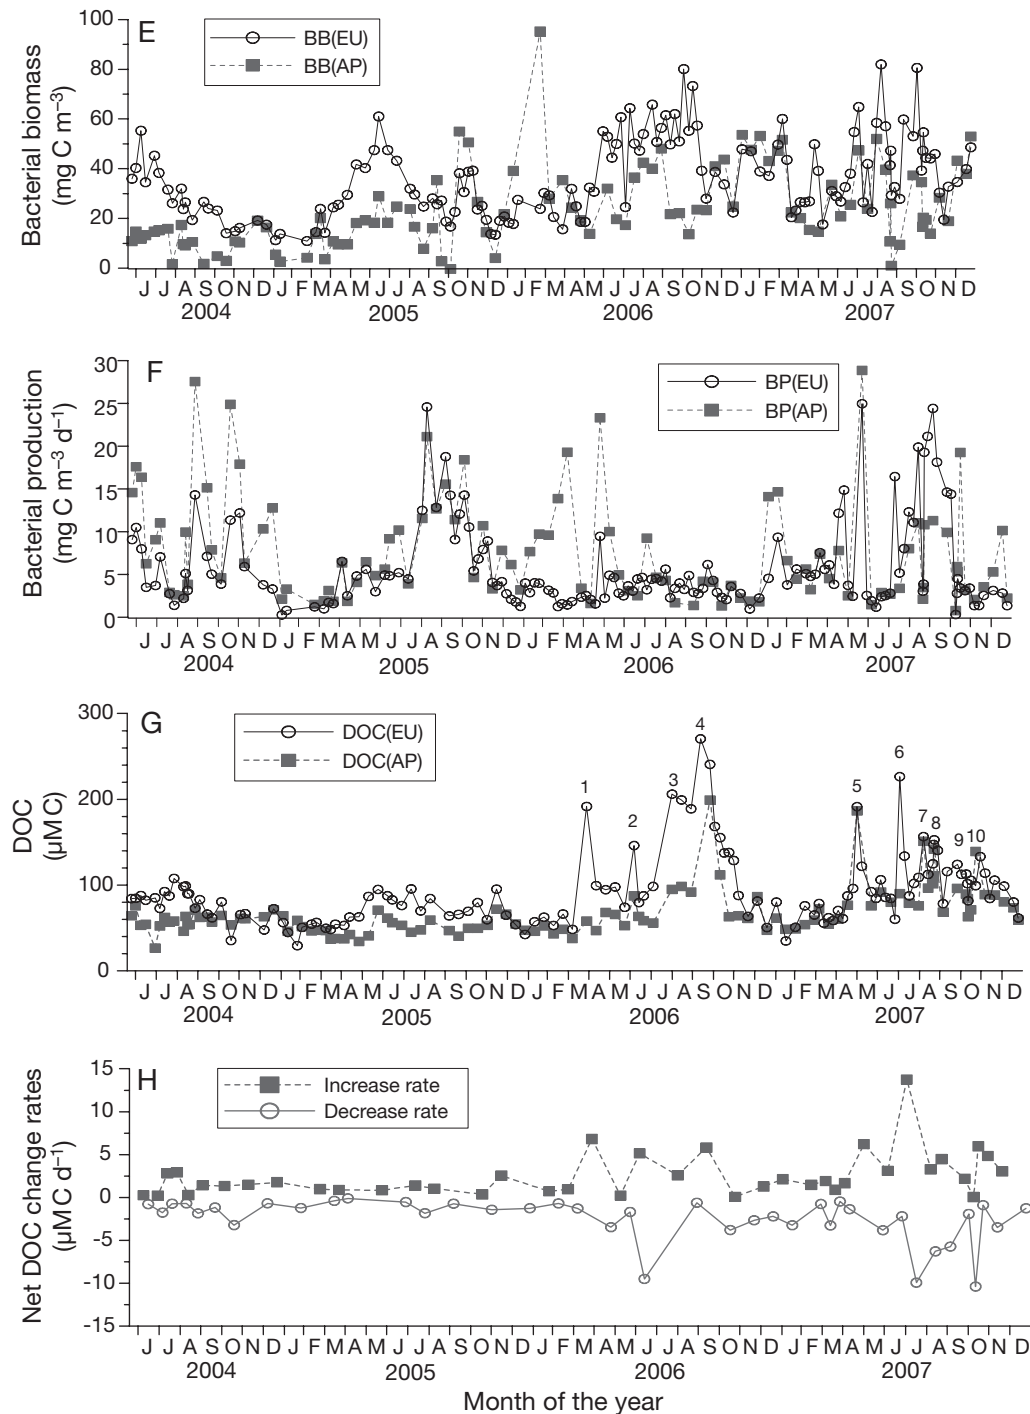 E
BB(EU)
BB(AP)
Bacterial biomass
(mg C m⁻³)
100
80
60
40
20
0
J J A S O N D J F M A M J J A S O N D J F M A M J J A S O N D J F M A M J J A S O N D
2004 2005 2006 2007
F
BP(EU)
BP(AP)
Bacterial production
(mg C m⁻³ d⁻¹)
30
25
20
15
10
5
0
J J A S O N D J F M A M J J A S O N D J F M A M J J A S O N D J F M A M J J A S O N D
2004 2005 2006 2007
G
DOC(EU)
DOC(AP)
DOC
(µM C)
300
200
100
0
1 2 3 4 5 6 7 8 9 10
J J A S O N D J F M A M J J A S O N D J F M A M J J A S O N D J F M A M J J A S O N D
2004 2005 2006 2007
H
Increase rate
Decrease rate
Net DOC change rates
(µM C d⁻¹)
15
10
5
0
-5
-10
-15
J J A S O N D J F M A M J J A S O N D J F M A M J J A S O N D J F M A M J J A S O N D
2004 2005 2006 2007
Month of the year